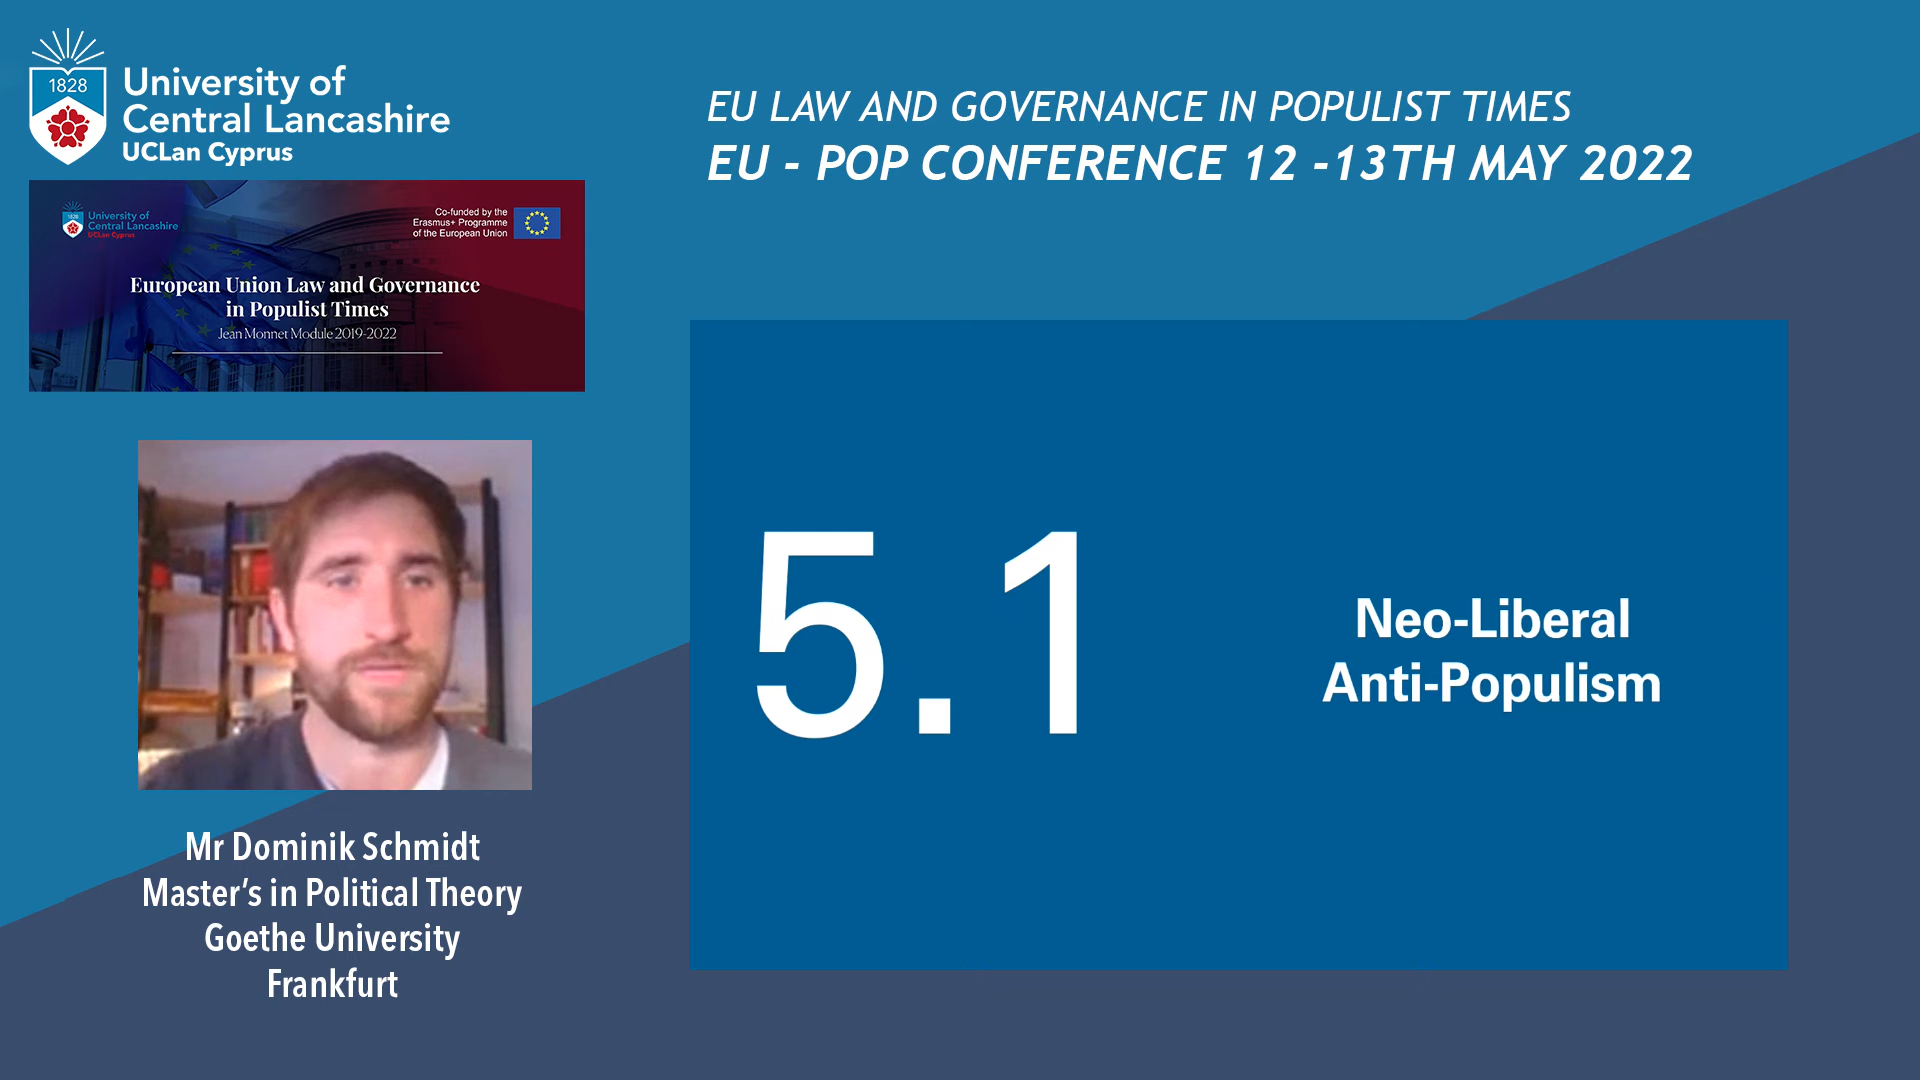 1828
University of
Central Lancashire
UCLan Cyprus
EU LAW AND GOVERNANCE IN POPULIST TIMES
EU - POP CONFERENCE 12 -13TH MAY 2022
1828
University of
Central Lancashire
UCLan Cyprus
Co-funded by the
Erasmus+ Programme
of the European Union
European Union Law and Governance
in Populist Times
Jean Monnet Module 2019-2022
5.1
Neo-Liberal
Anti-Populism
Mr Dominik Schmidt
Master’s in Political Theory
Goethe University
Frankfurt